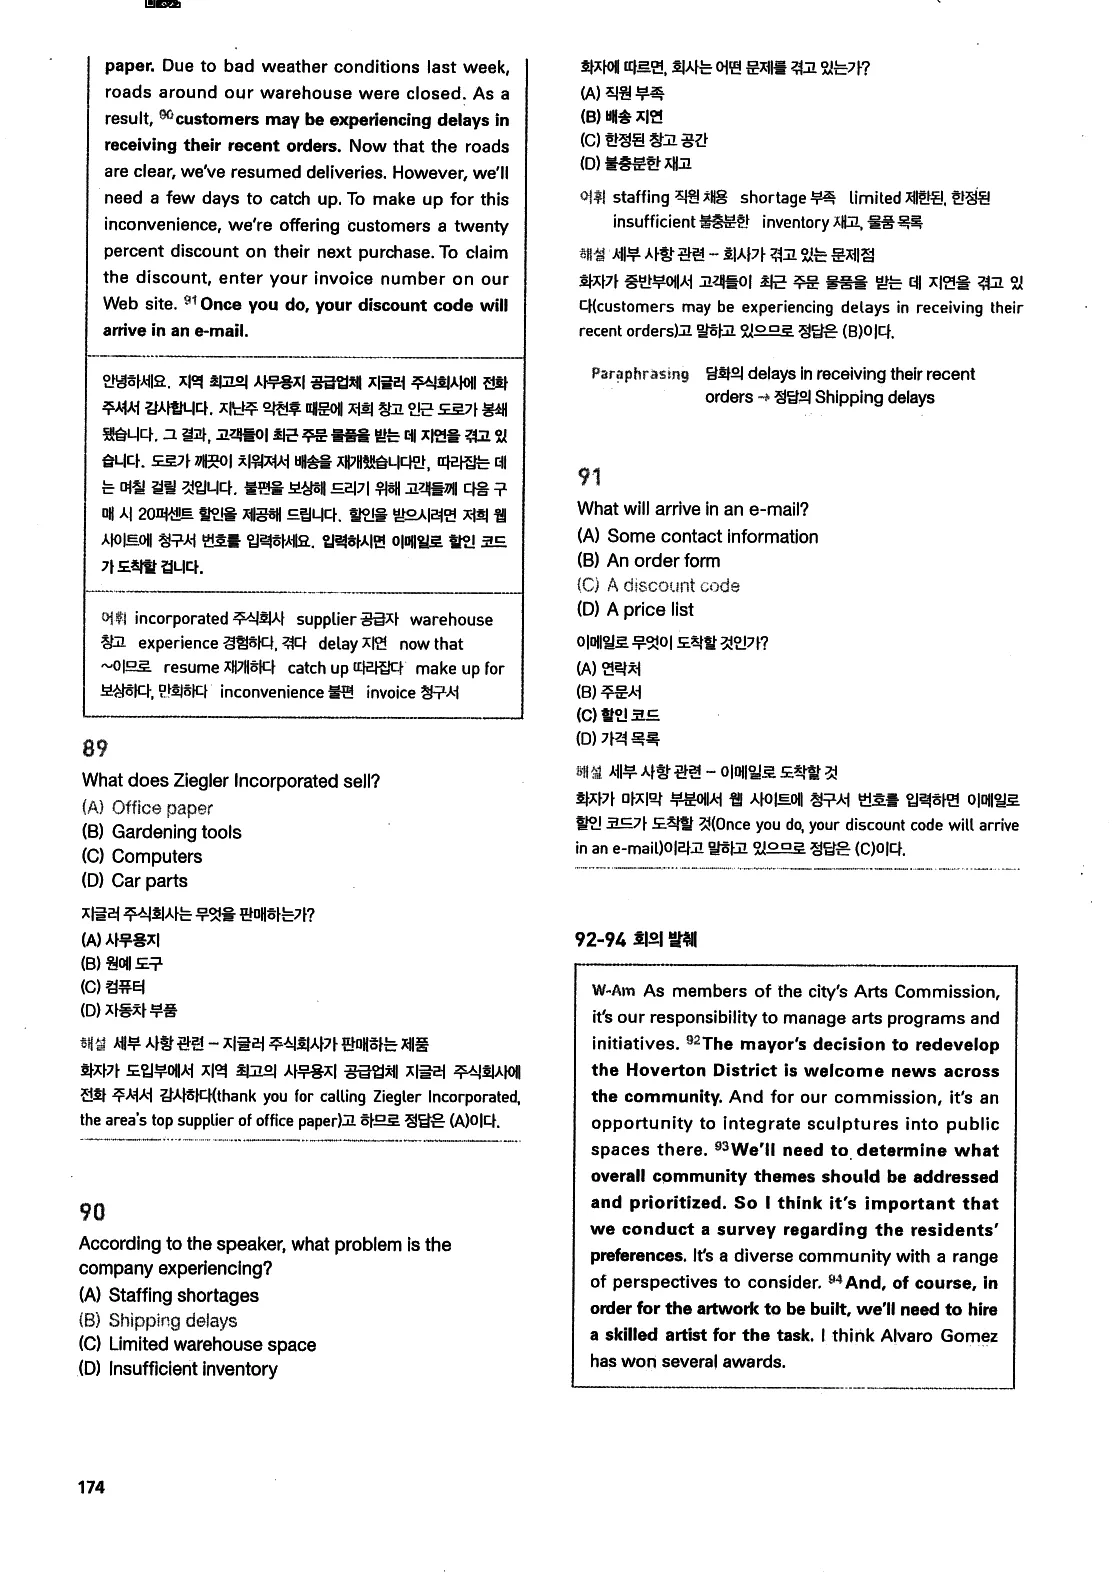 paper. Due to bad weather conditions last week,
roads around our warehouse were closed. As a
result, 90customers may be experiencing delays in
receiving their recent orders. Now that the roads
are clear, we've resumed deliveries. However, we'll
need a few days to catch up. To make up for this
inconvenience, we're offering customers a twenty
percent discount on their next purchase. To claim
the discount, enter your invoice number on our
Web site. 91Once you do, your discount code will
arrive in an e-mail.
안녕하세요. 지역 최고의 사무용지 공급업체 지글러 주식회사에 전화
주셔서 감사합니다. 지난주 악천후 때문에 저희 창고 인근 도로가 봉쇄
됐습니다. 그 결과, 고객들이 최근 주문 물품을 받는 데 지연을 겪고 있
습니다. 도로가 깨끗이 치워져서 배송을 재개했습니다만, 따라잡는 데
는 며칠 걸릴 것입니다. 불편을 보상해 드리기 위해 고객들께 다음 구
매 시 20퍼센트 할인을 제공해 드립니다. 할인을 받으시려면 저희 웹
사이트에 청구서 번호를 입력하세요. 입력하시면 이메일로 할인 코드
가 도착할 겁니다.
어휘 incorporated 주식회사 supplier 공급자 warehouse
창고 experience 경험하다, 겪다 delay 지연 now that
~이므로 resume 재개하다 catch up 따라잡다 make up for
보상하다, 만회하다 inconvenience 불편 invoice 청구서
89
What does Ziegler Incorporated sell?
(A) Office paper
(B) Gardening tools
(C) Computers
(D) Car parts
지글러 주식회사는 무엇을 판매하는가?
(A) 사무용지
(B) 원예 도구
(C) 컴퓨터
(D) 자동차 부품
해설 세부 사항 관련 – 지글러 주식회사가 판매하는 제품
화자가 도입부에서 지역 최고의 사무용지 공급업체 지글러 주식회사에
전화 주셔서 감사하다(thank you for calling Ziegler Incorporated,
the area's top supplier of office paper)고 하므로 정답은 (A)이다.
90
According to the speaker, what problem is the
company experiencing?
(A) Staffing shortages
(B) Shipping delays
(C) Limited warehouse space
(D) Insufficient inventory
174
화자에 따르면, 회사는 어떤 문제를 겪고 있는가?
(A) 직원 부족
(B) 배송 지연
(C) 한정된 창고 공간
(D) 불충분한 재고
어휘 staffing 직원 채용 shortage 부족 limited 제한된, 한정된
insufficient 불충분한 inventory 재고, 물품 목록
해설 세부 사항 관련 – 회사가 겪고 있는 문제점
화자가 중반부에서 고객들이 최근 주문 물품을 받는 데 지연을 겪고 있
다(customers may be experiencing delays in receiving their
recent orders)고 말하고 있으므로 정답은 (B)이다.
Paraphrasing 담화의 delays in receiving their recent
orders → 정답의 Shipping delays
91
What will arrive in an e-mail?
(A) Some contact information
(B) An order form
(C) A discount code
(D) A price list
이메일로 무엇이 도착할 것인가?
(A) 연락처
(B) 주문서
(C) 할인 코드
(D) 가격 목록
해설 세부 사항 관련 – 이메일로 도착할 것
화자가 마지막 부분에서 웹 사이트에 청구서 번호를 입력하면 이메일로
할인 코드가 도착할 것(Once you do, your discount code will arrive
in an e-mail)이라고 말하고 있으므로 정답은 (C)이다.
92-94 회의 발췌
W-Am As members of the city's Arts Commission,
it's our responsibility to manage arts programs and
initiatives. 92The mayor's decision to redevelop
the Hoverton District is welcome news across
the community. And for our commission, it's an
opportunity to integrate sculptures into public
spaces there. 93We'll need to determine what
overall community themes should be addressed
and prioritized. So I think it's important that
we conduct a survey regarding the residents'
preferences. It's a diverse community with a range
of perspectives to consider. 94And, of course, in
order for the artwork to be built, we'll need to hire
a skilled artist for the task. I think Alvaro Gomez
has won several awards.